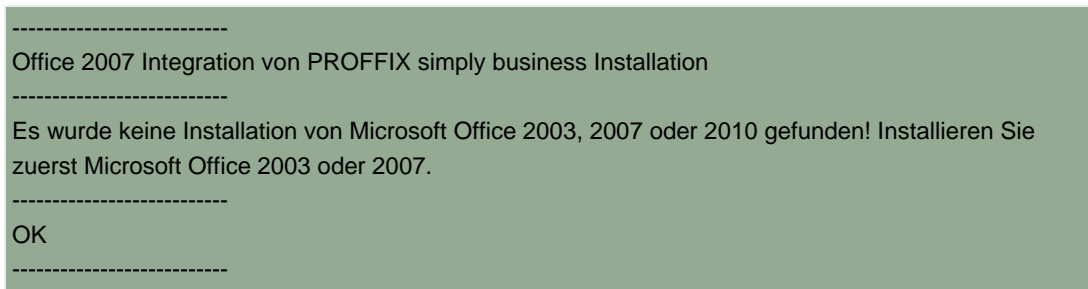 ---------------------------
Office 2007 Integration von PROFFIX simply business Installation
---------------------------
Es wurde keine Installation von Microsoft Office 2003, 2007 oder 2010 gefunden! Installieren Sie
zuerst Microsoft Office 2003 oder 2007.
---------------------------
OK
---------------------------